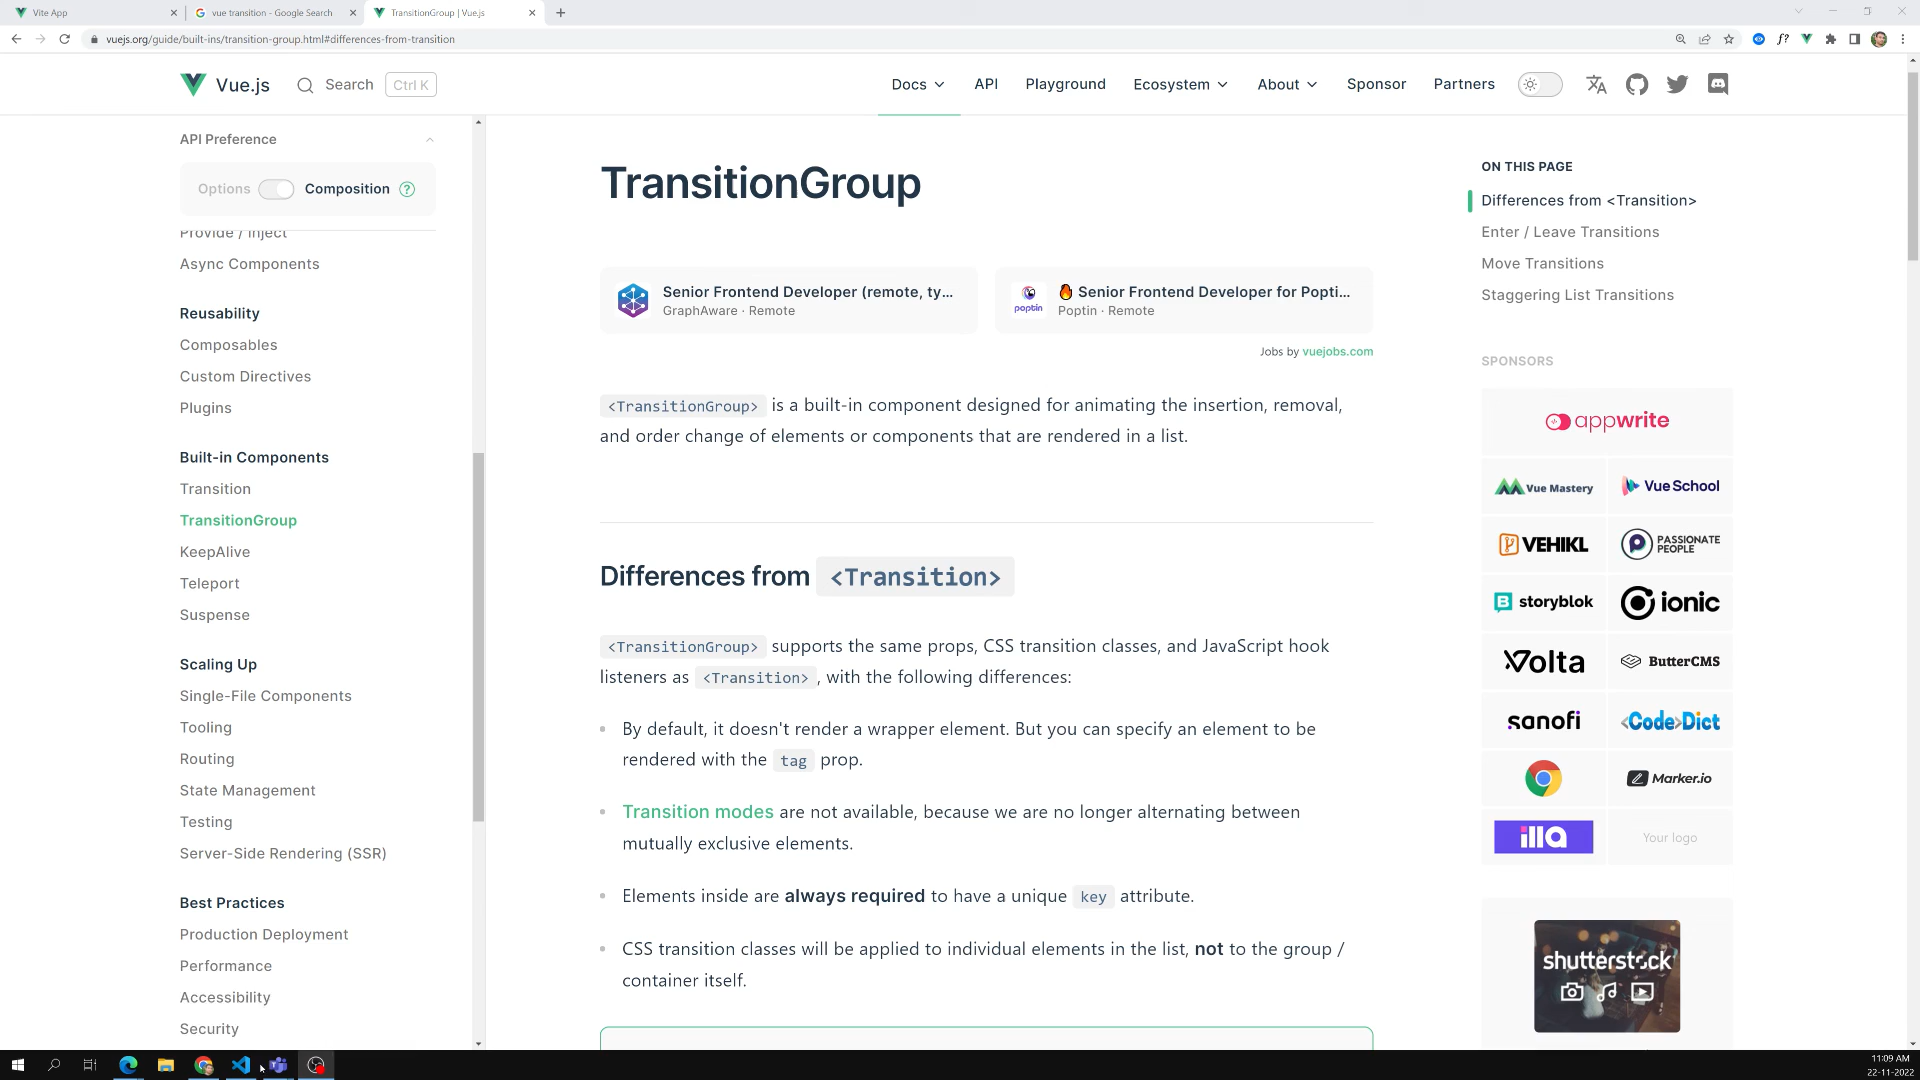 Vite App
vue transition - Google Search
TransitionGroup | Vue.js
vuejs.org/guide/built-ins/transition-group.html#differences-from-transition
f?
Vue.js
Search
Ctrl K
Docs
API
Playground
Ecosystem
About
Sponsor
Partners
API Preference
Options
Composition
?
Provide / Inject
Async Components
Reusability
Composables
Custom Directives
Plugins
Built-in Components
Transition
TransitionGroup
KeepAlive
Teleport
Suspense
Scaling Up
Single-File Components
Tooling
Routing
State Management
Testing
Server-Side Rendering (SSR)
Best Practices
Production Deployment
Performance
Accessibility
Security
TransitionGroup
Senior Frontend Developer (remote, ty...
GraphAware · Remote
poptin
🔥 Senior Frontend Developer for Popti...
Poptin · Remote
Jobs by vuejobs.com
<TransitionGroup> is a built-in component designed for animating the insertion, removal,
and order change of elements or components that are rendered in a list.
Differences from <Transition>
<TransitionGroup> supports the same props, CSS transition classes, and JavaScript hook
listeners as <Transition> , with the following differences:
• By default, it doesn't render a wrapper element. But you can specify an element to be
rendered with the tag prop.
• Transition modes are not available, because we are no longer alternating between
mutually exclusive elements.
• Elements inside are always required to have a unique key attribute.
• CSS transition classes will be applied to individual elements in the list, not to the group /
container itself.
ON THIS PAGE
Differences from <Transition>
Enter / Leave Transitions
Move Transitions
Staggering List Transitions
SPONSORS
appwrite
Vue Mastery
Vue School
VEHIKL
PASSIONATE
PEOPLE
storyblok
ionic
Volta
ButterCMS
sanofi
<CodeDict
Marker.io
illa
Your logo
shutterstock
11:09 AM
22-11-2022